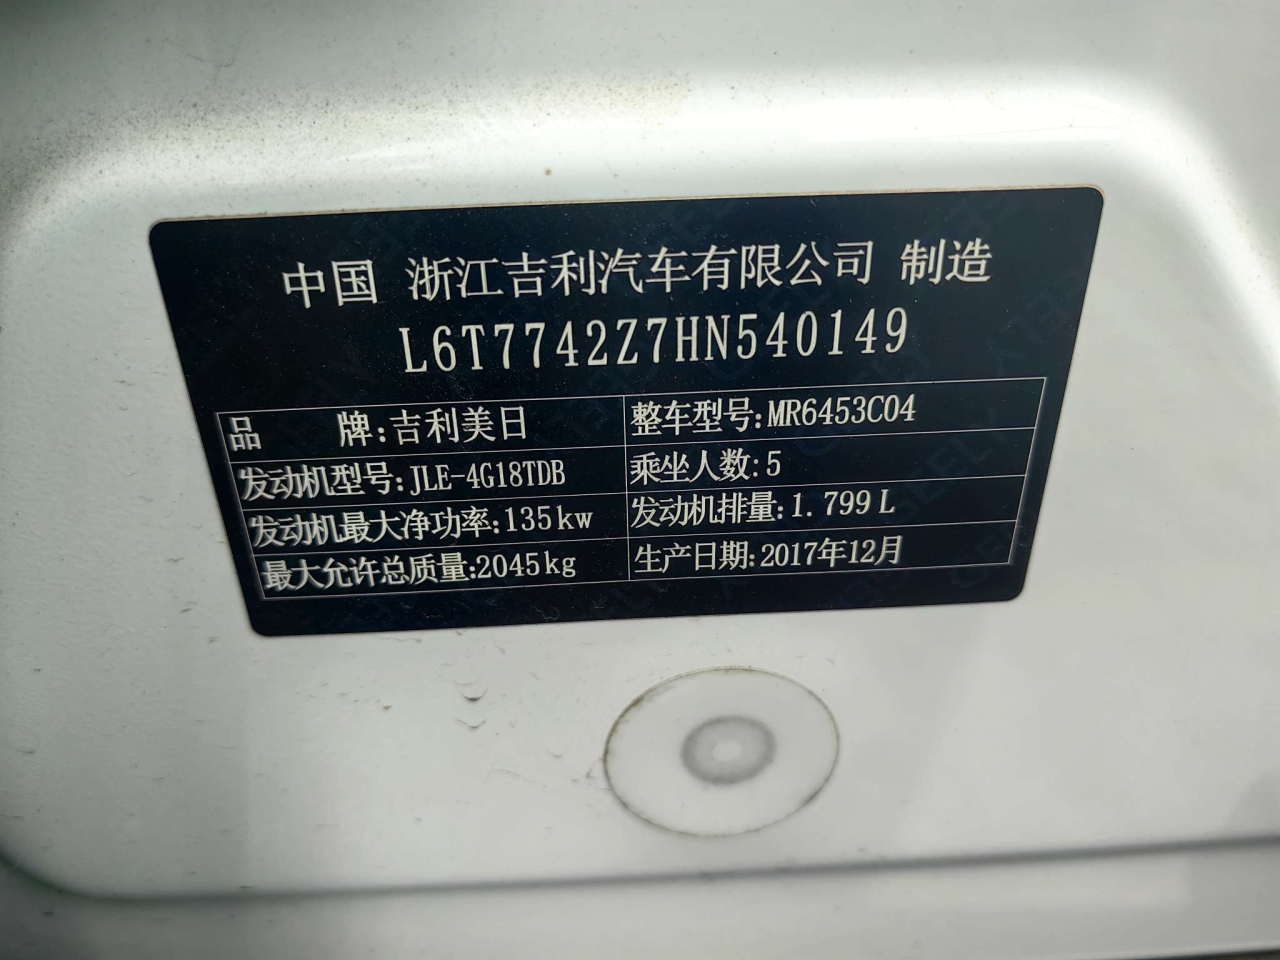 中国 浙江吉利汽车有限公司 制造
L6T7742Z7HN540149
品 牌:吉利美日 整车型号:MR6453C04
发动机型号:JLE-4G18TDB 乘坐人数:5
发动机最大净功率:135kw 发动机排量:1.799L
最大允许总质量:2045kg 生产日期:2017年12月